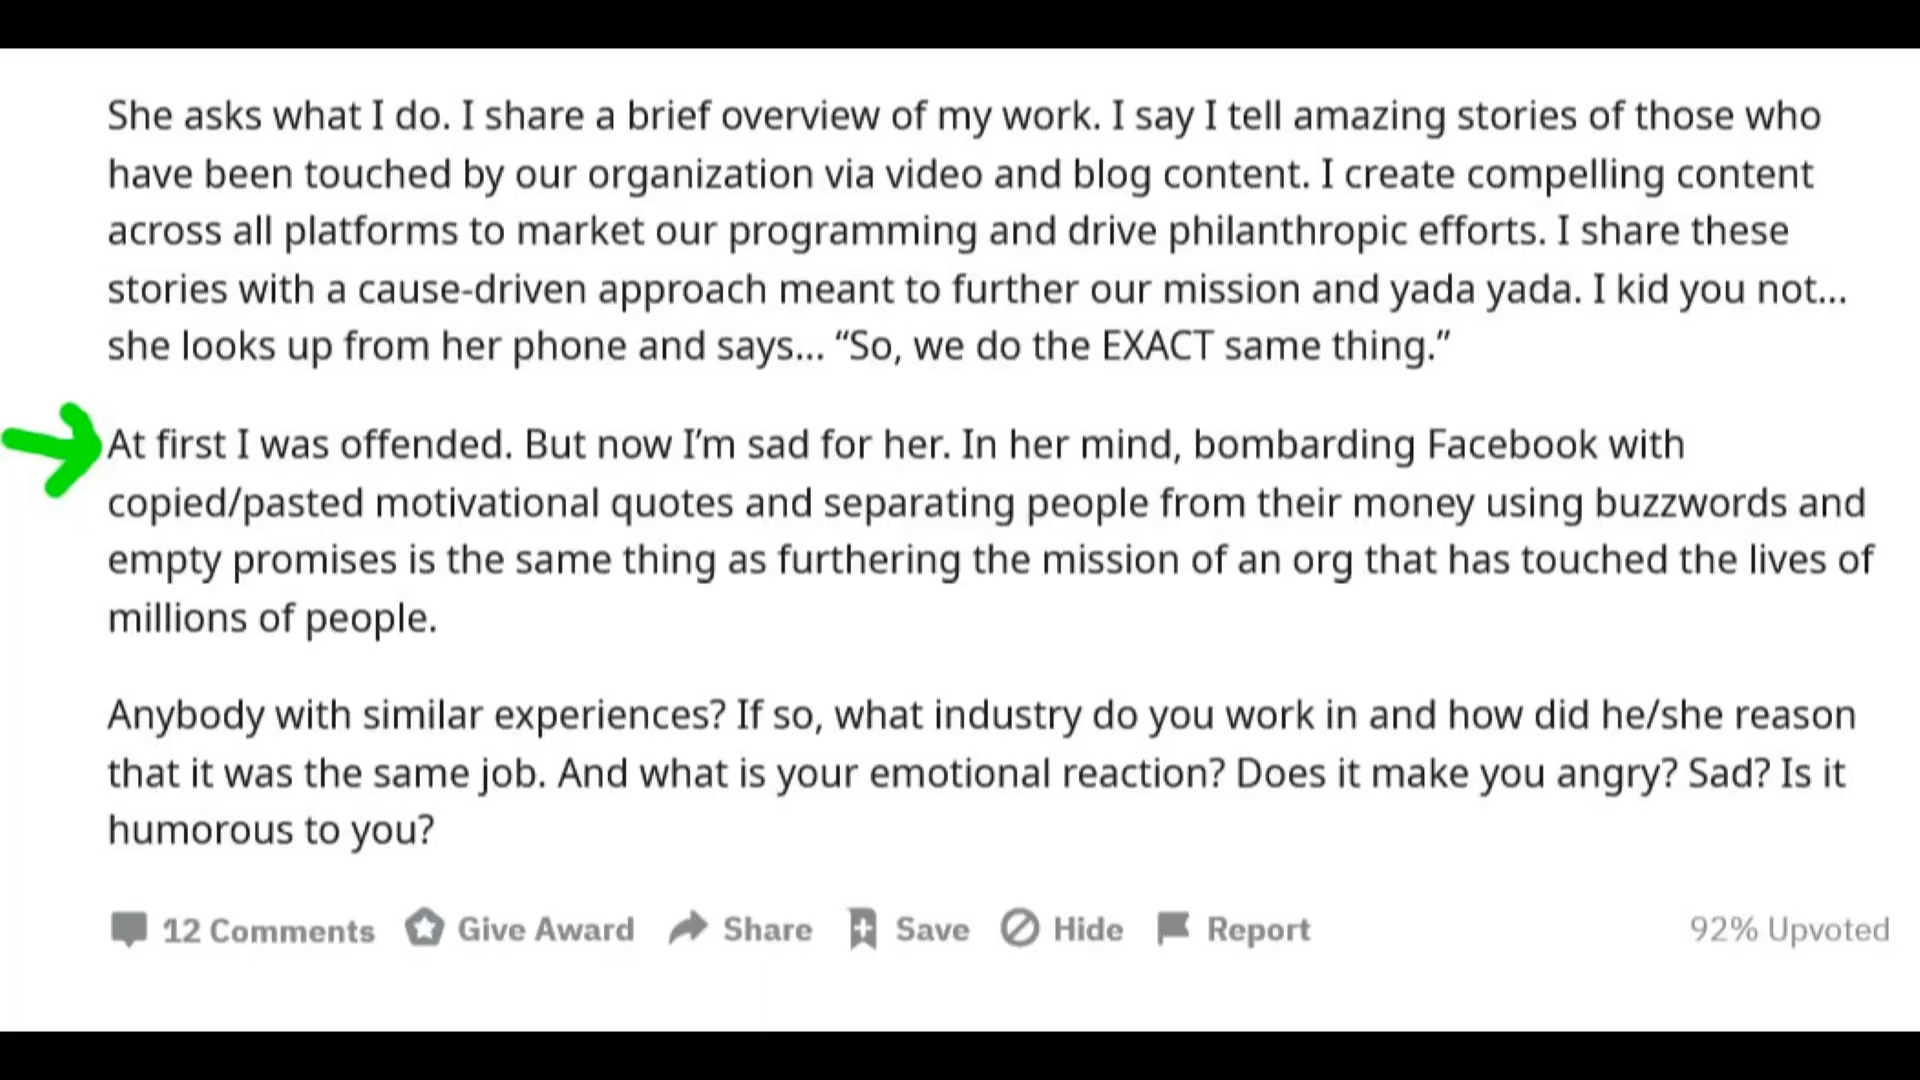 She asks what I do. I share a brief overview of my work. I say I tell amazing stories of those who
have been touched by our organization via video and blog content. I create compelling content
across all platforms to market our programming and drive philanthropic efforts. I share these
stories with a cause-driven approach meant to further our mission and yada yada. I kid you not...
she looks up from her phone and says... “So, we do the EXACT same thing.”
At first I was offended. But now I’m sad for her. In her mind, bombarding Facebook with
copied/pasted motivational quotes and separating people from their money using buzzwords and
empty promises is the same thing as furthering the mission of an org that has touched the lives of
millions of people.
Anybody with similar experiences? If so, what industry do you work in and how did he/she reason
that it was the same job. And what is your emotional reaction? Does it make you angry? Sad? Is it
humorous to you?
12 Comments Give Award Share Save Hide Report 92% Upvoted